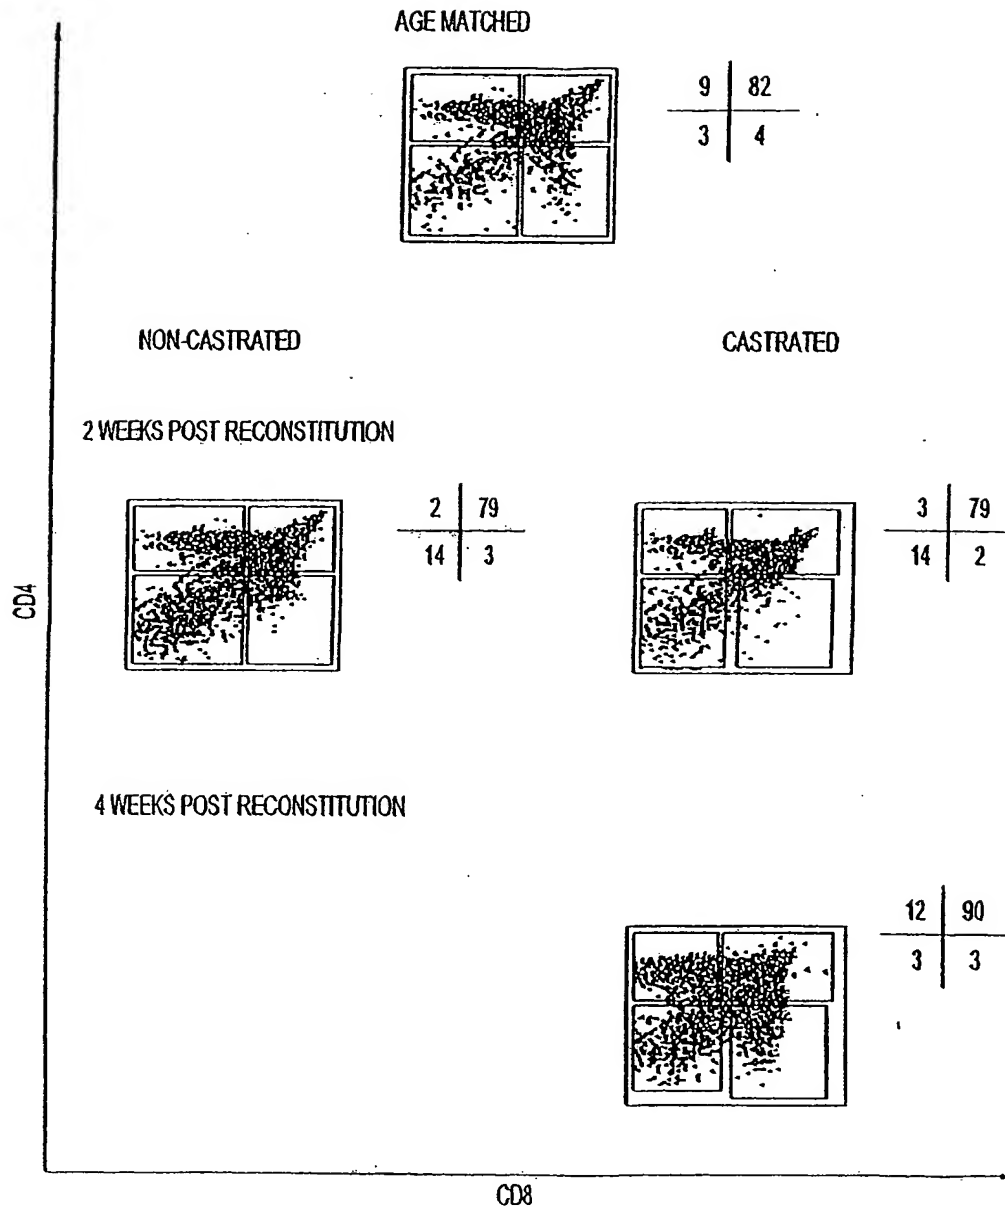 AGE MATCHED
9 82
3 4
NON-CASTRATED CASTRATED
2 WEEKS POST RECONSTITUTION
2 79 3 79
14 3 14 2
CD4
4 WEEKS POST RECONSTITUTION
12 90
3 3
CD8